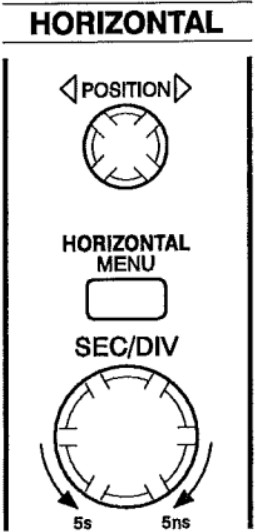 HORIZONTAL
POSITION
HORIZONTAL
MENU
SEC/DIV
5s 5ns